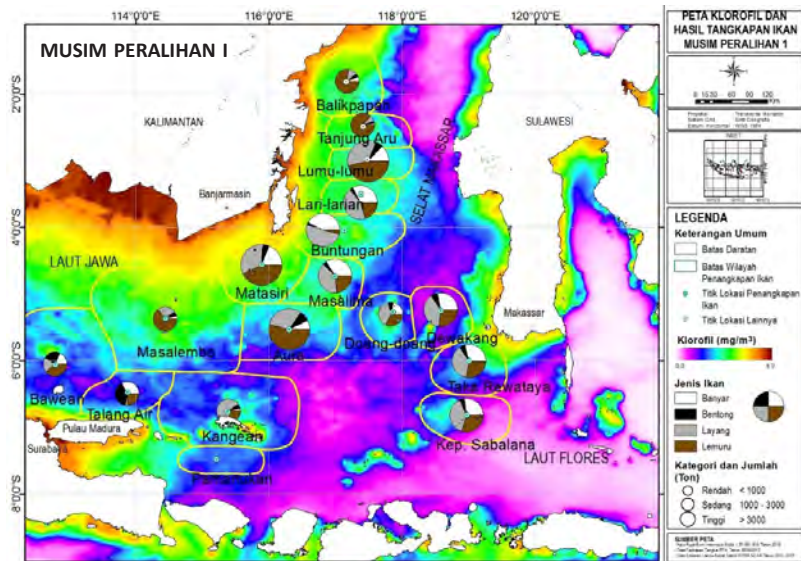 MUSIM PERALIHAN I
114°0'0"E
116°0'0"E
118°0'0"E
120°0'0"E
2°0'0"S
4°0'0"S
6°0'0"S
8°0'0"S
KALIMANTAN
SULAWESI
Balikpapan
Tanjung Aru
Lumu-lumu
Lari-larian
SELAT MAKASSAR
Banjarmasin
Buntungan
LAUT JAWA
Matasiri
Masalima
Masalembo
Aura
Doang-doang
Dewakang
Makassar
Bawean
Talang Air
Taka Rewataya
Pulau Madura
Kangean
Kep. Sabalana
Surabaya
LAUT FLORES
PETA KLOROFIL DAN
HASIL TANGKAPAN IKAN
MUSIM PERALIHAN 1
INSET
LEGENDA
Keterangan Umum
Batas Daratan
Batas Wilayah
Penangkapan Ikan
Titik Lokasi Penangkapan
Ikan
Titik Lokasi Lainnya
Klorofil (mg/m³)
Jenis Ikan
Banyar
Bentong
Layang
Lemuru
Kategori dan Jumlah
(Ton)
Rendah < 1000
Sedang 1000 - 3000
Tinggi > 3000
SUMBER PETA